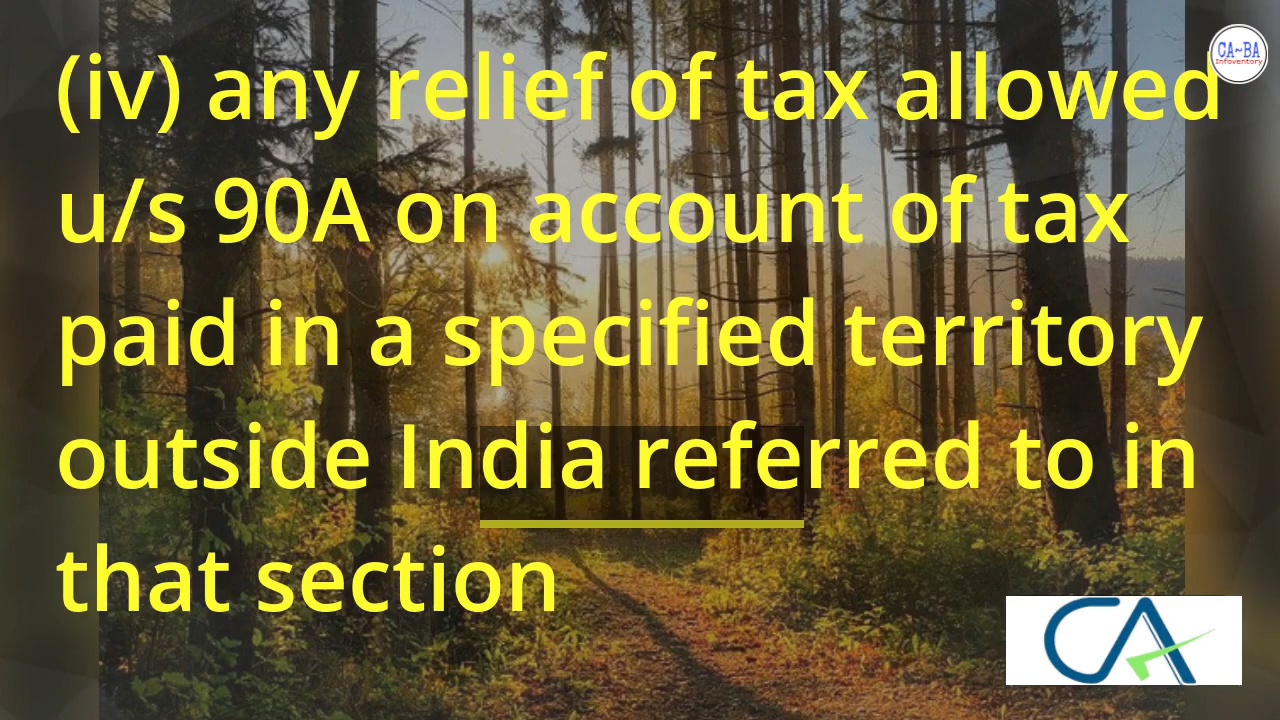 (iv) any relief of tax allowed
u/s 90A on account of tax
paid in a specified territory
outside India referred to in
that section
CA~BA
Infoventory
CA